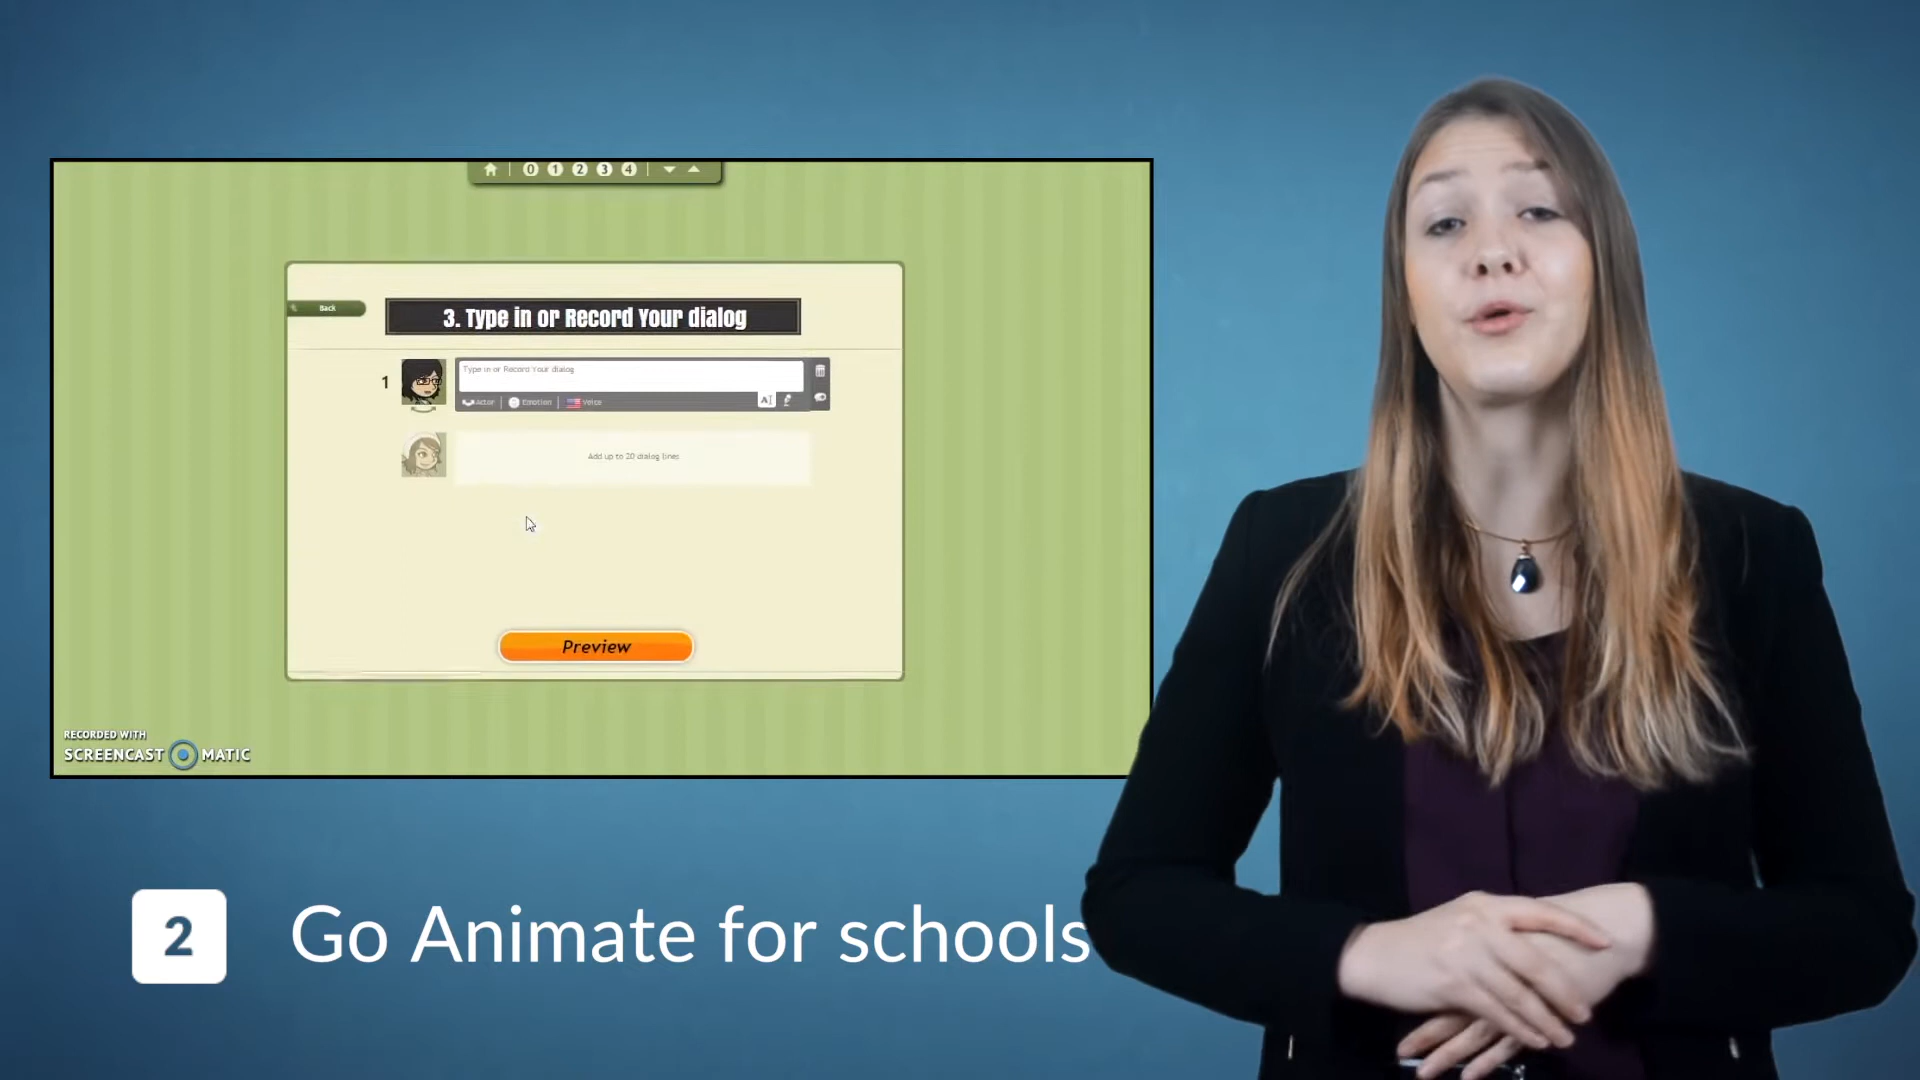 0 1 2 3 4
Back
3. Type in or Record Your dialog
1
Type in or Record Your dialog
Actor | Emotion | Voice
AI
Add up to 20 dialog lines
Preview
RECORDED WITH
SCREENCAST MATIC
2 Go Animate for schools